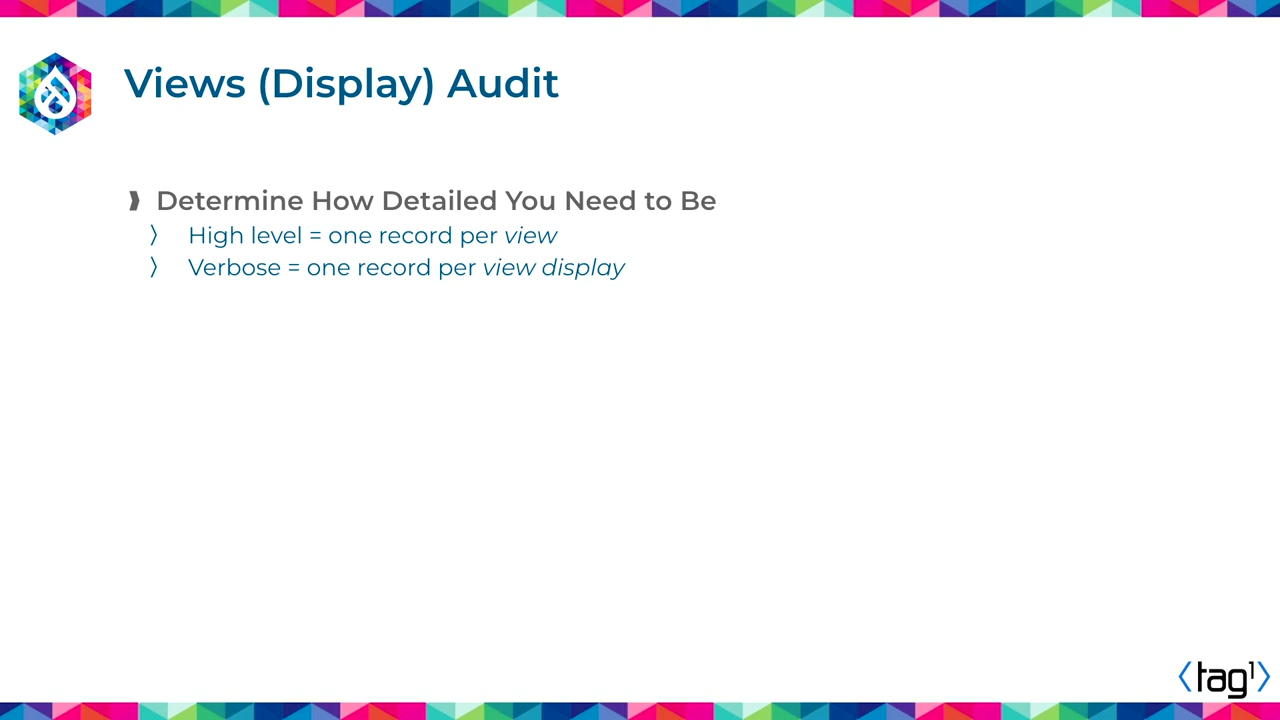 Views (Display) Audit
Determine How Detailed You Need to Be
High level = one record per view
Verbose = one record per view display
⟨tag1⟩